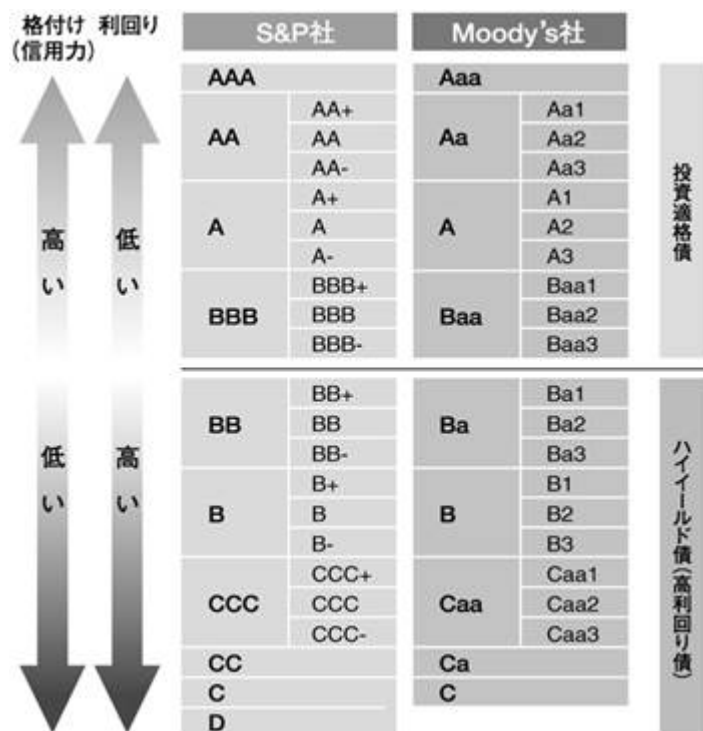 格付け 利回り
(信用力)
S&P社 Moody's社
AAA Aaa
AA AA+ Aa Aa1
AA Aa2
AA- Aa3
A A+ A A1
A A2
A- A3
BBB BBB+ Baa Baa1
BBB Baa2
BBB- Baa3
高い 低い
投資適格債
BB BB+ Ba Ba1
BB Ba2
BB- Ba3
B B+ B B1
B B2
B- B3
CCC CCC+ Caa Caa1
CCC Caa2
CCC- Caa3
CC Ca
C C
D
低い 高い
ハイイールド債(高利回り債)